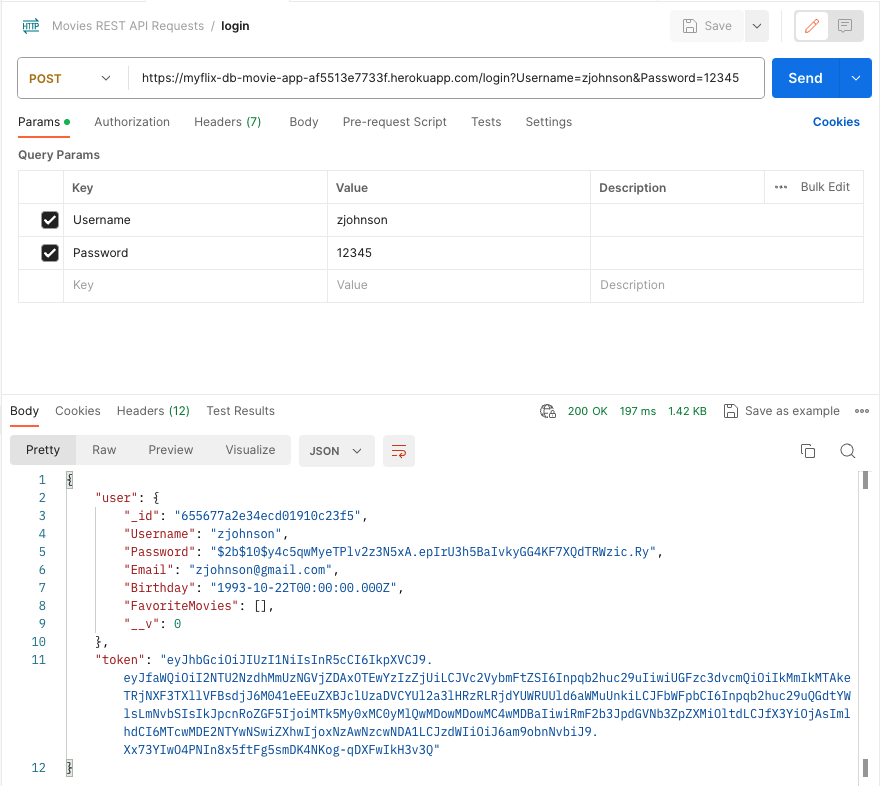 HTTP Movies REST API Requests / login Save
POST https://myflix-db-movie-app-af5513e7733f.herokuapp.com/login?Username=zjohnson&Password=12345 Send
Params Authorization Headers (7) Body Pre-request Script Tests Settings Cookies
Query Params
Key Value Description ••• Bulk Edit
Username zjohnson
Password 12345
Key Value Description
Body Cookies Headers (12) Test Results 200 OK 197 ms 1.42 KB Save as example •••
Pretty Raw Preview Visualize JSON
1 {
2 "user": {
3 "_id": "655677a2e34ecd01910c23f5",
4 "Username": "zjohnson",
5 "Password": "$2b$10$y4c5qwMyeTPlv2z3N5xA.epIrU3h5BaIvkyGG4KF7XQdTRWzic.Ry",
6 "Email": "zjohnson@gmail.com",
7 "Birthday": "1993-10-22T00:00:00.000Z",
8 "FavoriteMovies": [],
9 "__v": 0
10 },
11 "token": "eyJhbGciOiJIUzI1NiIsInR5cCI6IkpXVCJ9.
eyJfaWQiOiI2NTU2NzdhMmUzNGVjZDAxOTEwYzIzZjUiLCJVc2VybmFtZSI6Inpqb2huc29uIiwiUGFzc3dvcmQiOiIkMmIkMTAke
TRjNXF3TXllVFBsdjJ6M041eEEuZXBJclUzaDVCYUl2a3lHRzRLRjdYUWRUUld6aWMuUnkiLCJFbWFpbCI6Inpqb2huc29uQGdtYW
lsLmNvbSIsIkJpcnRoZGF5IjoiMTk5My0xMC0yMlQwMDowMDowMC4wMDBaIiwiRmF2b3JpdGVNb3ZpZXMiOltdLCJfX3YiOjAsIml
hdCI6MTcwMDE2NTYwNSwiZXhwIjoxNzAwNzcwNDA1LCJzdWIiOiJ6am9obnNvbiJ9.
Xx73YIwO4PNIn8x5ftFg5smDK4NKog-qDXFwIkH3v3Q"
12 }